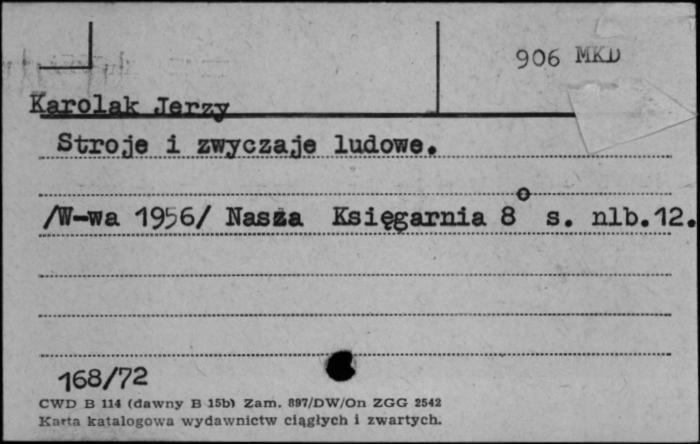 906 MKD
Karolak Jerzy
Stroje i zwyczaje ludowe.
/W-wa 1956/ Nasza Księgarnia 8° s. nlb.12.
168/72
CWD B 114 (dawny B 15b) Zam. 897/DW/On ZGG 2542
Karta katalogowa wydawnictw ciągłych i zwartych.